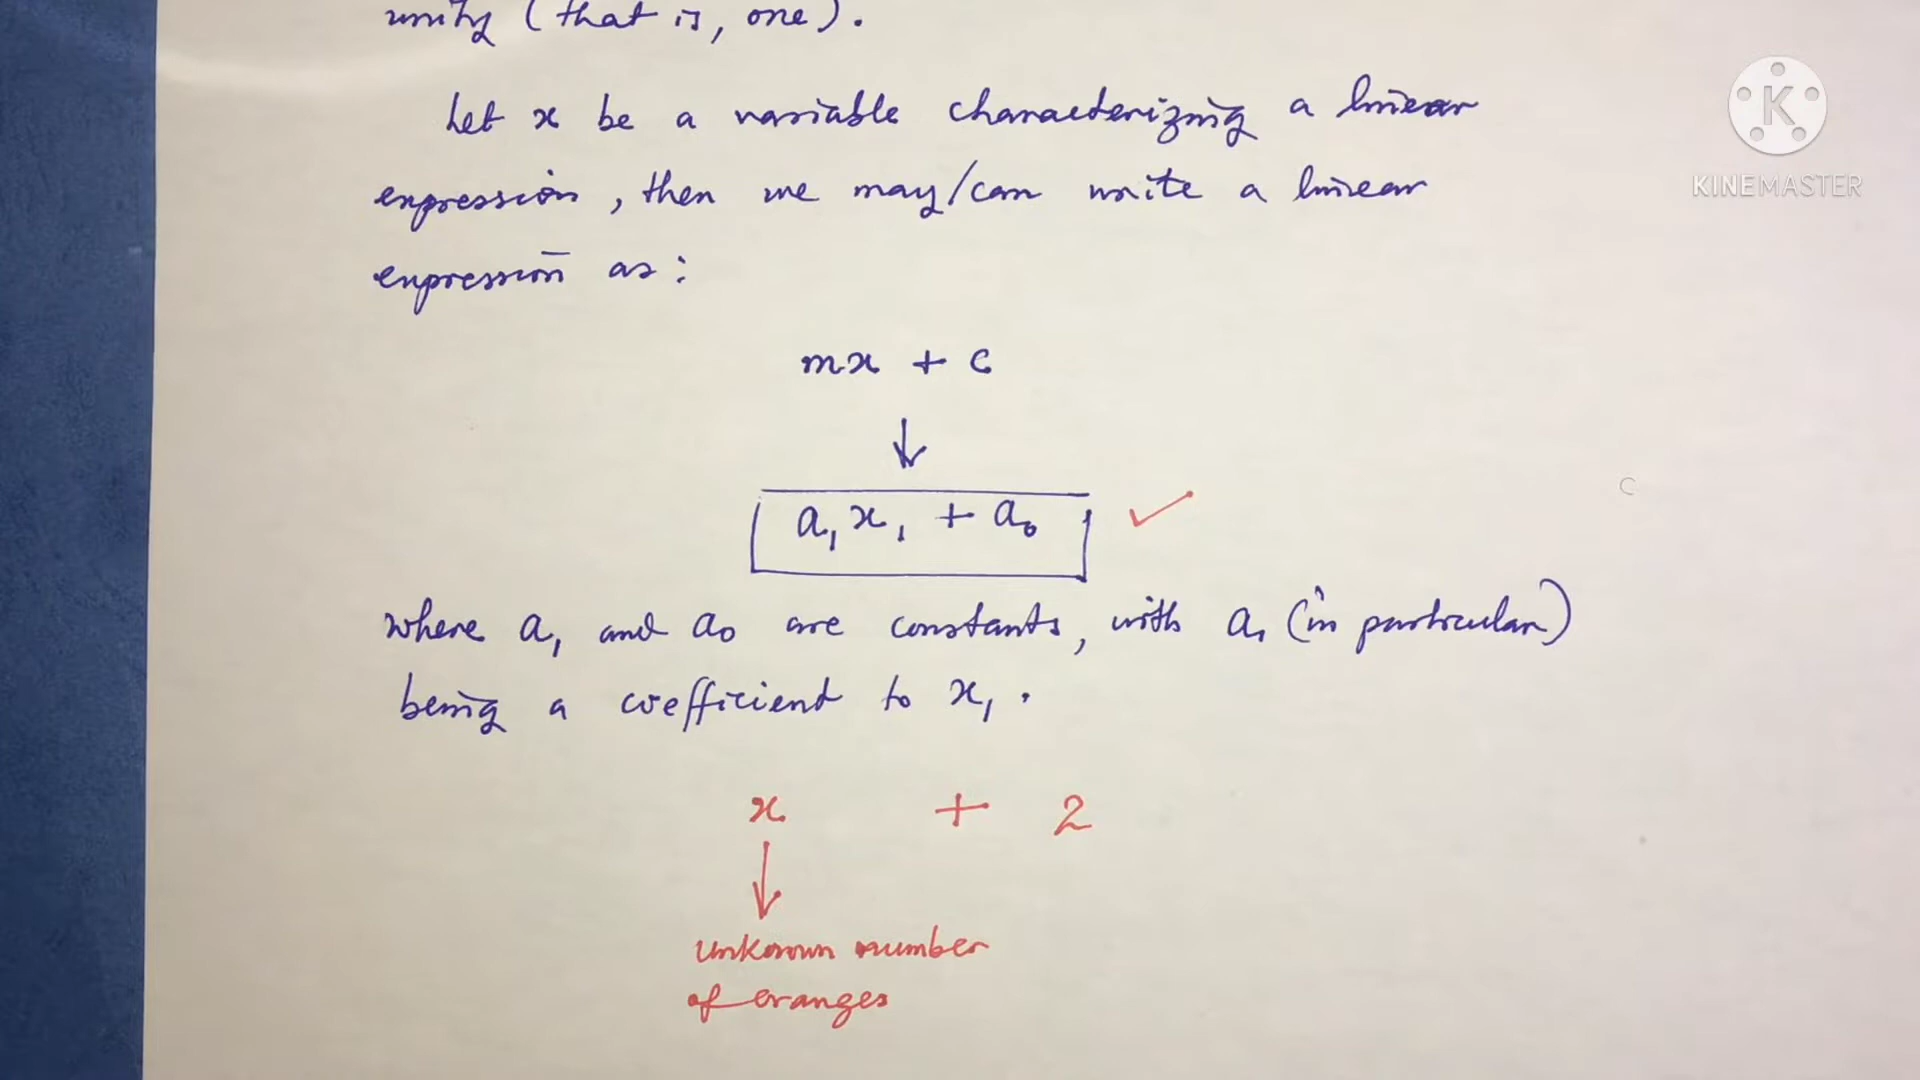 unity (that is, one).
Let x be a variable characterizing a linear
expression, then we may/can write a linear
expression as:
mx + c
↓
a₁x₁ + a₀ ✓
where a₁ and a₀ are constants, with a₁ (in particular)
being a coefficient to x₁.
x + 2
↓
unknown number
of oranges
K
KINEMASTER